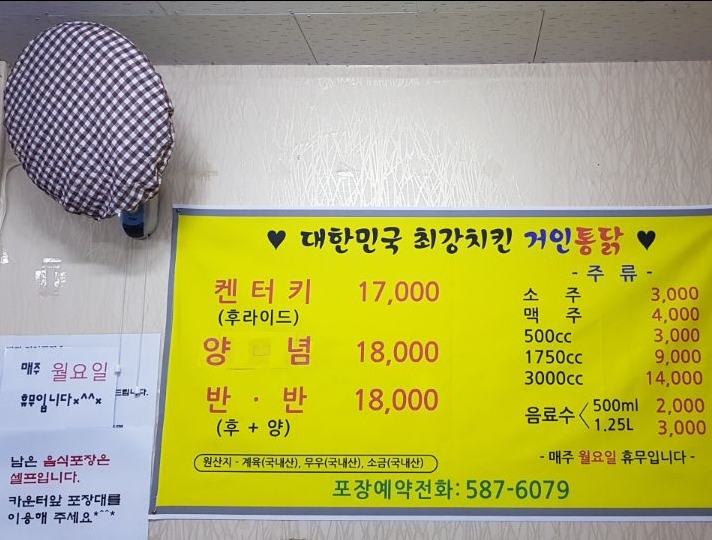 ♥ 대한민국 최강치킨 거인통닭 ♥
켄터키 17,000
(후라이드)
양 념 18,000
반 · 반 18,000
(후 + 양)
원산지 - 계육(국내산), 무우(국내산), 소금(국내산)
- 주 류 -
소 주 3,000
맥 주 4,000
500cc 3,000
1750cc 9,000
3000cc 14,000
음료수 < 500ml 2,000
1.25L 3,000
- 매주 월요일 휴무입니다 -
포장예약전화: 587-6079
매주 월요일
휴무입니다×^^×
드립니다.
남은 음식포장은
셀프입니다.
카운터앞 포장대를
이용해 주세요*^^*